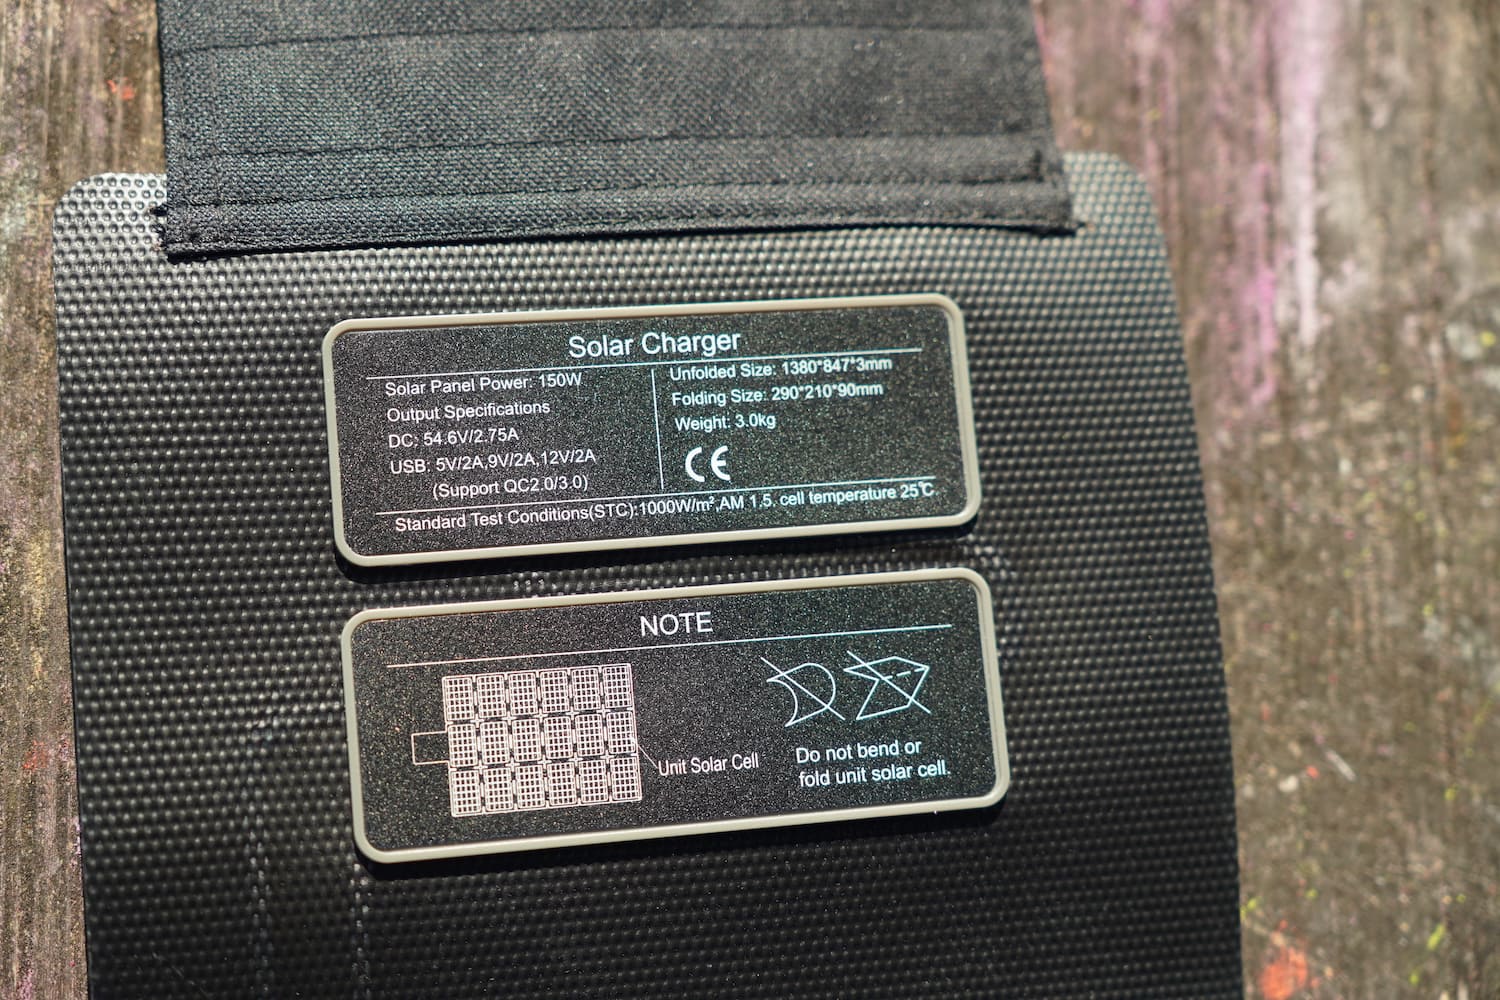 Solar Charger
Solar Panel Power: 150W
Output Specifications
DC: 54.6V/2.75A
USB: 5V/2A,9V/2A,12V/2A
(Support QC2.0/3.0)
Unfolded Size: 1380*847*3mm
Folding Size: 290*210*90mm
Weight: 3.0kg
CE
Standard Test Conditions(STC):1000W/m²,AM 1.5. cell temperature 25℃.
NOTE
Unit Solar Cell
Do not bend or
fold unit solar cell.